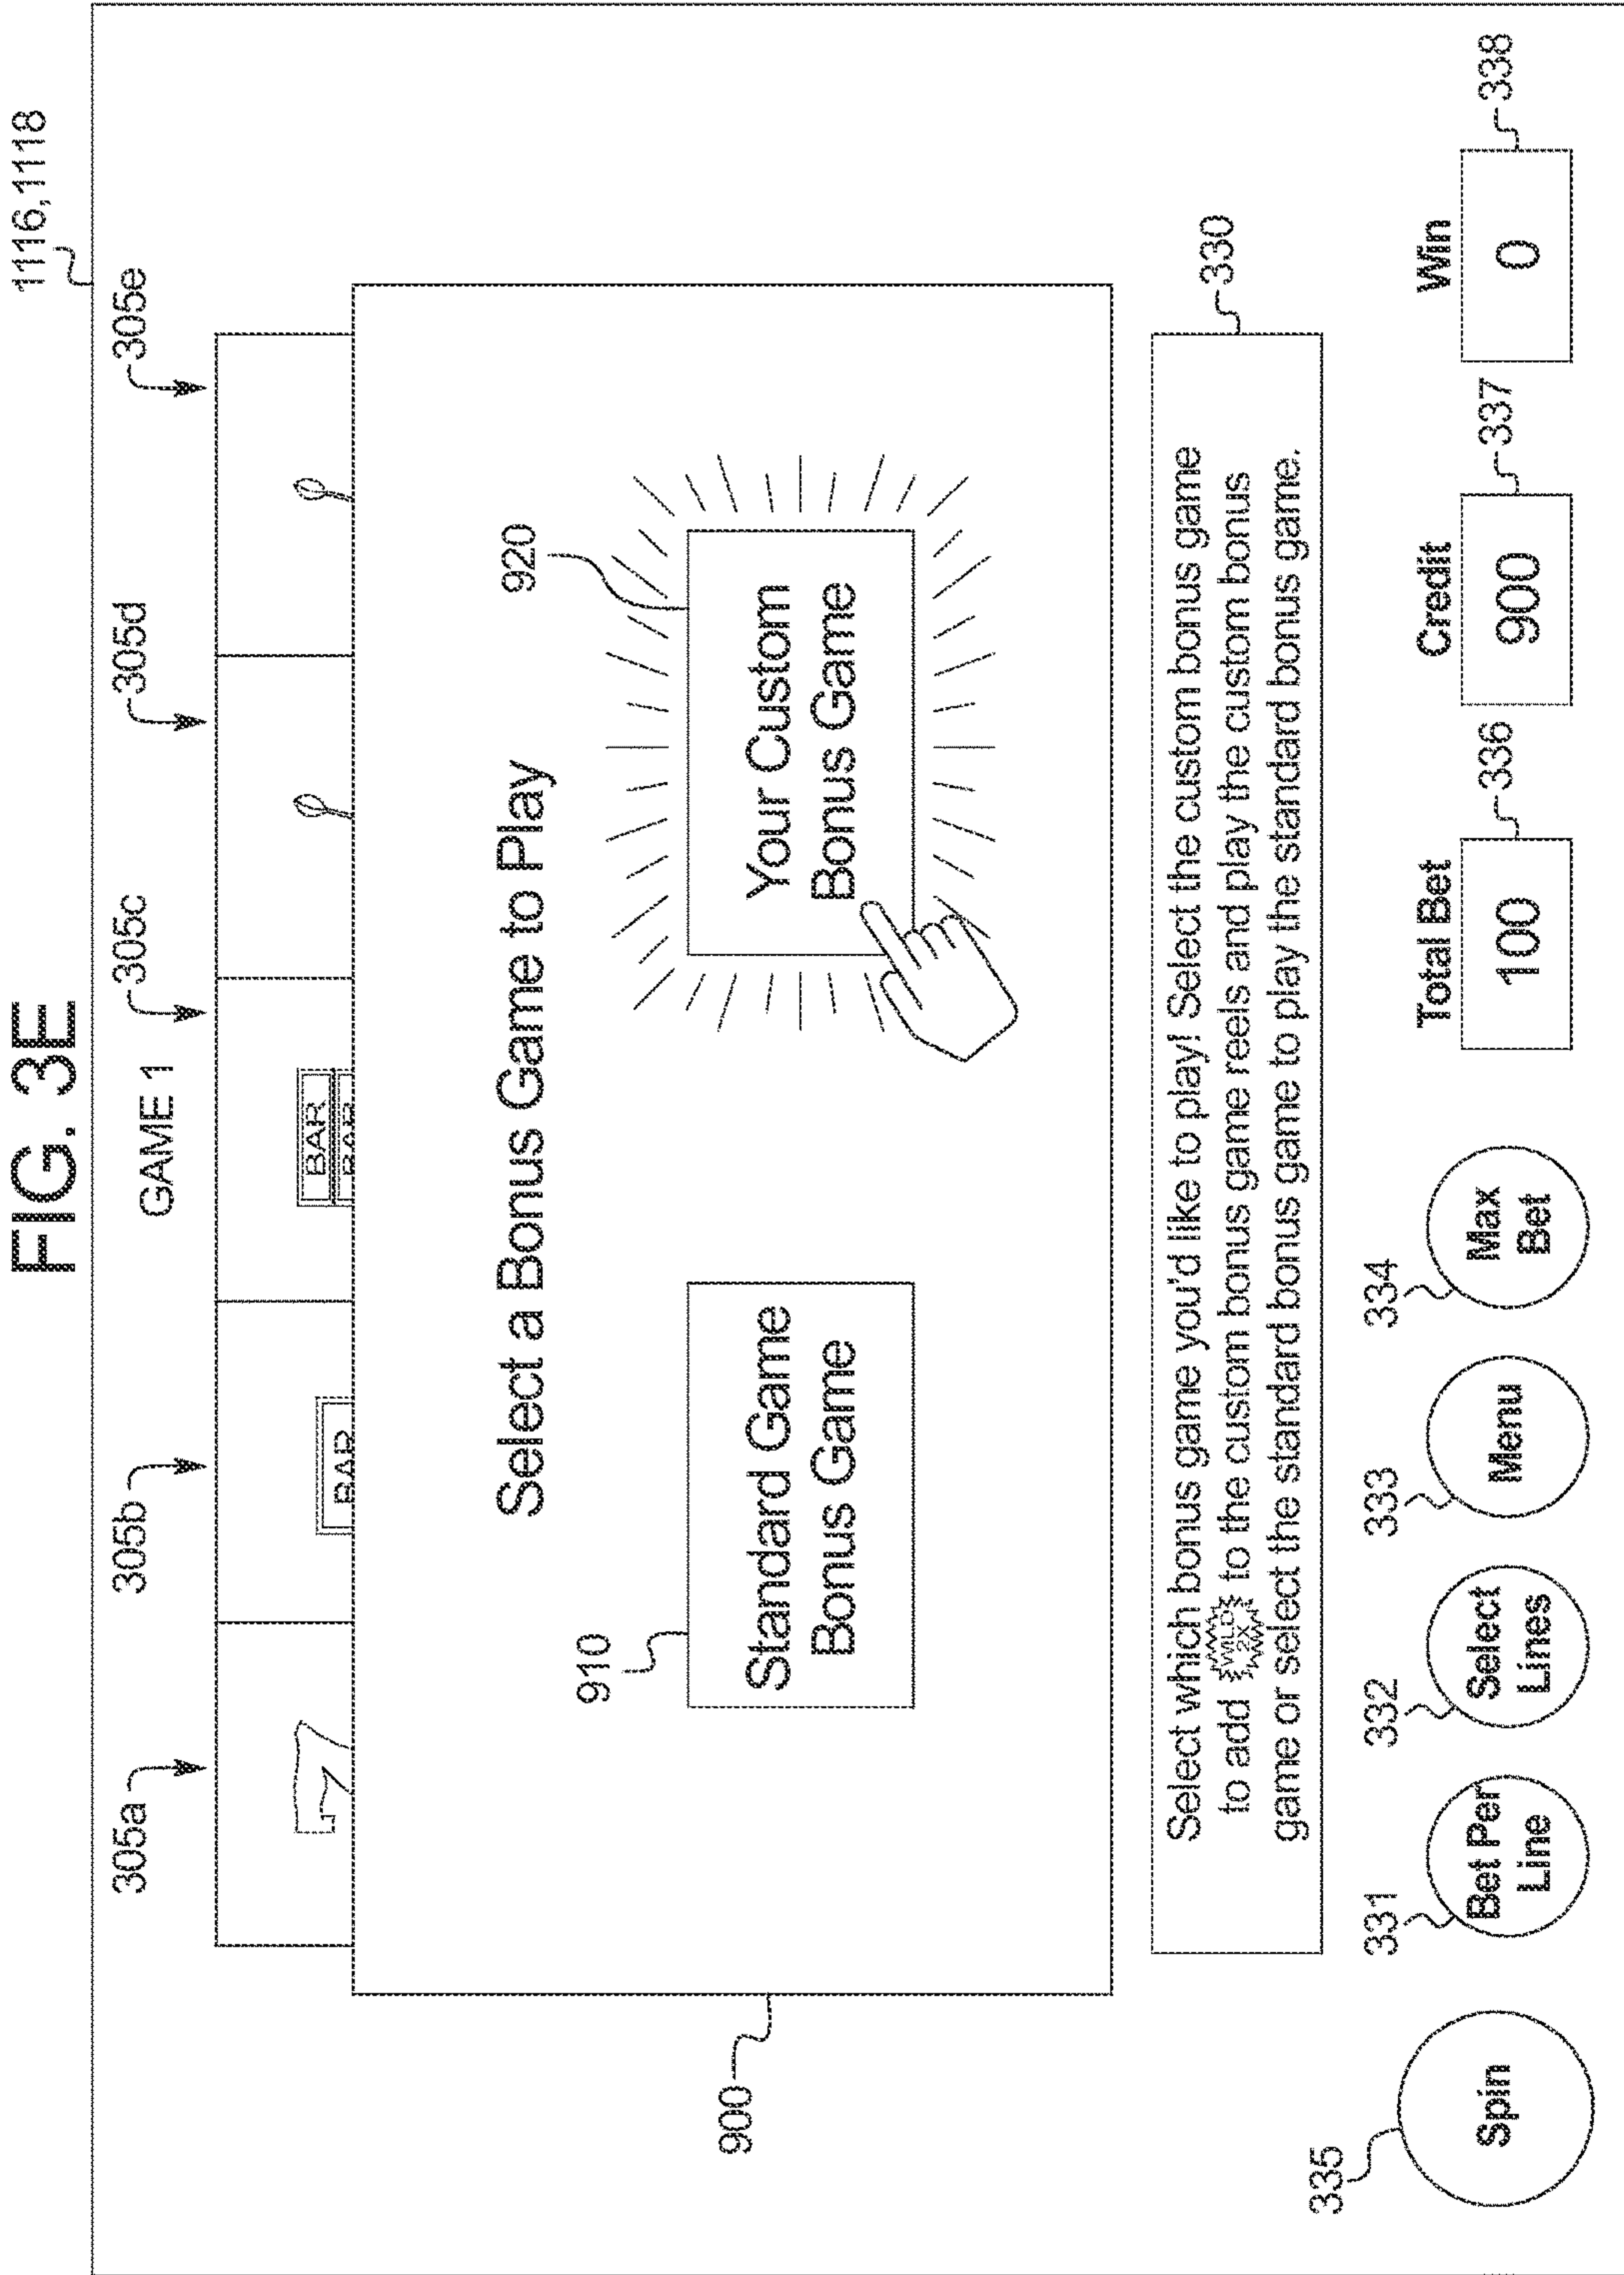 FIG. 3E
1116,1118
GAME 1
305a
305b
305c
305d
305e
BAR
BAR
BAR
900
Select a Bonus Game to Play
910
920
Standard Game
Bonus Game
Your Custom
Bonus Game
330
Select which bonus game you'd like to play! Select the custom bonus game
to add WILD 2X to the custom bonus game reels and play the custom bonus
game or select the standard bonus game to play the standard bonus game.
335
331
332
333
334
Spin
Bet Per
Line
Select
Lines
Menu
Max
Bet
Total Bet
Credit
Win
100
336
900
337
0
338